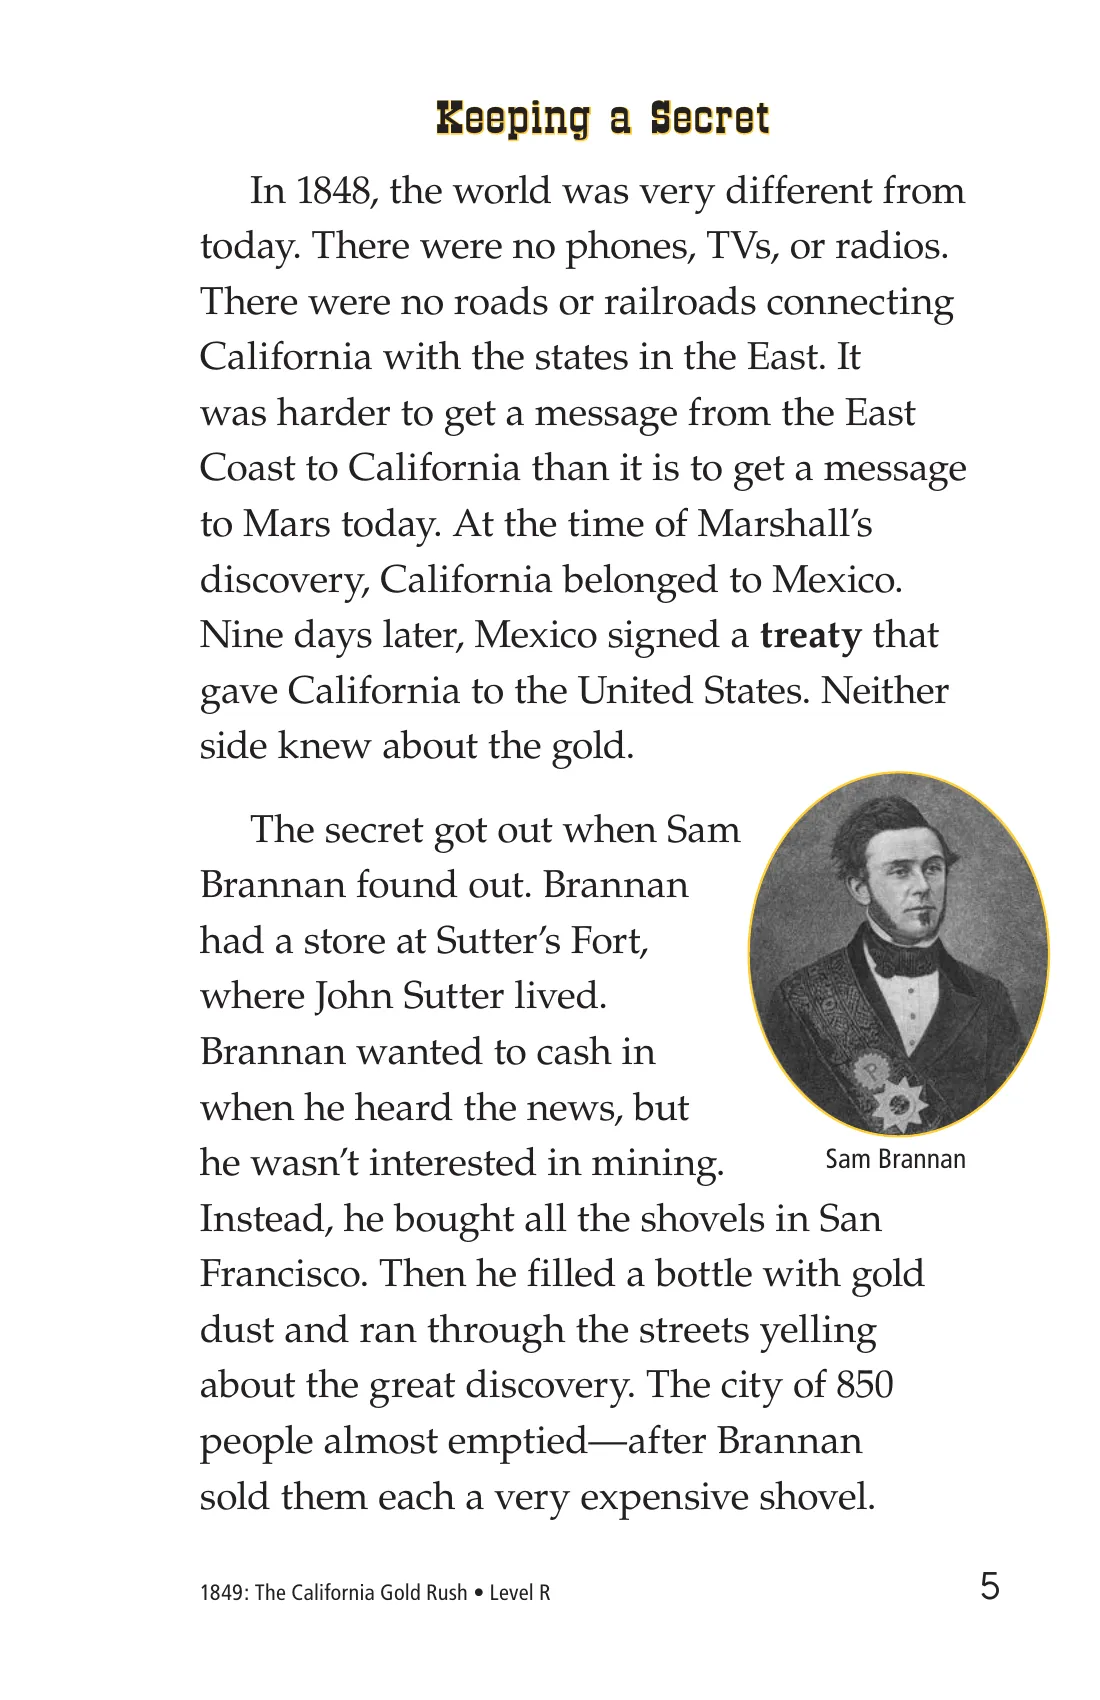 Keeping a Secret
In 1848, the world was very different from
today. There were no phones, TVs, or radios.
There were no roads or railroads connecting
California with the states in the East. It
was harder to get a message from the East
Coast to California than it is to get a message
to Mars today. At the time of Marshall’s
discovery, California belonged to Mexico.
Nine days later, Mexico signed a treaty that
gave California to the United States. Neither
side knew about the gold.
The secret got out when Sam
Brannan found out. Brannan
had a store at Sutter’s Fort,
where John Sutter lived.
Brannan wanted to cash in
when he heard the news, but
he wasn’t interested in mining.
Instead, he bought all the shovels in San
Francisco. Then he filled a bottle with gold
dust and ran through the streets yelling
about the great discovery. The city of 850
people almost emptied—after Brannan
sold them each a very expensive shovel.
P
Sam Brannan
1849: The California Gold Rush • Level R
5